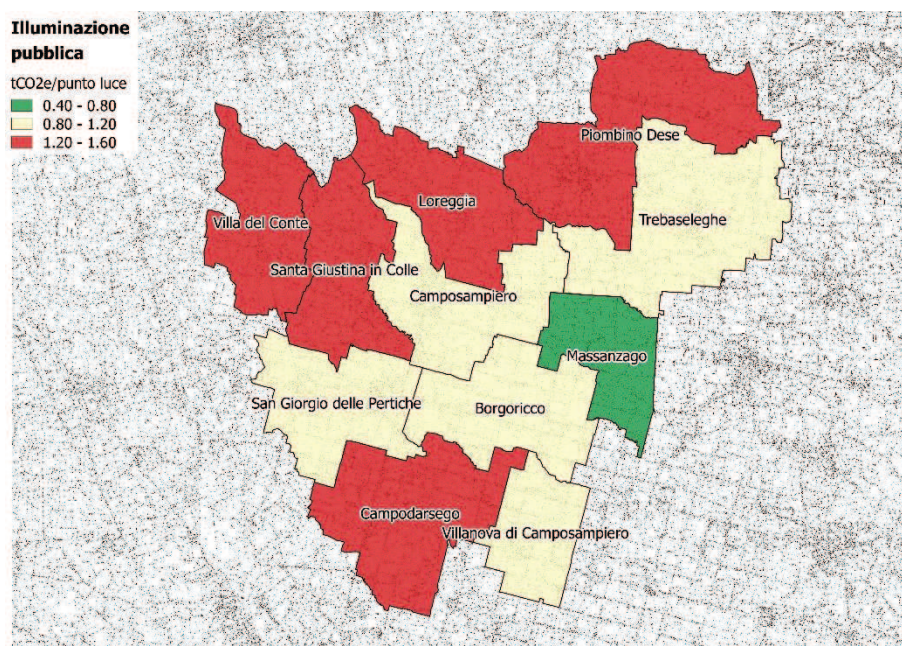 Illuminazione
pubblica
tCO2e/punto luce
0.40 - 0.80
0.80 - 1.20
1.20 - 1.60
Piombino Dese
Loreggia
Trebaseleghe
Villa del Conte
Santa Giustina in Colle
Camposampiero
Massanzago
San Giorgio delle Pertiche
Borgoricco
Campodarsego
Villanova di Camposampiero